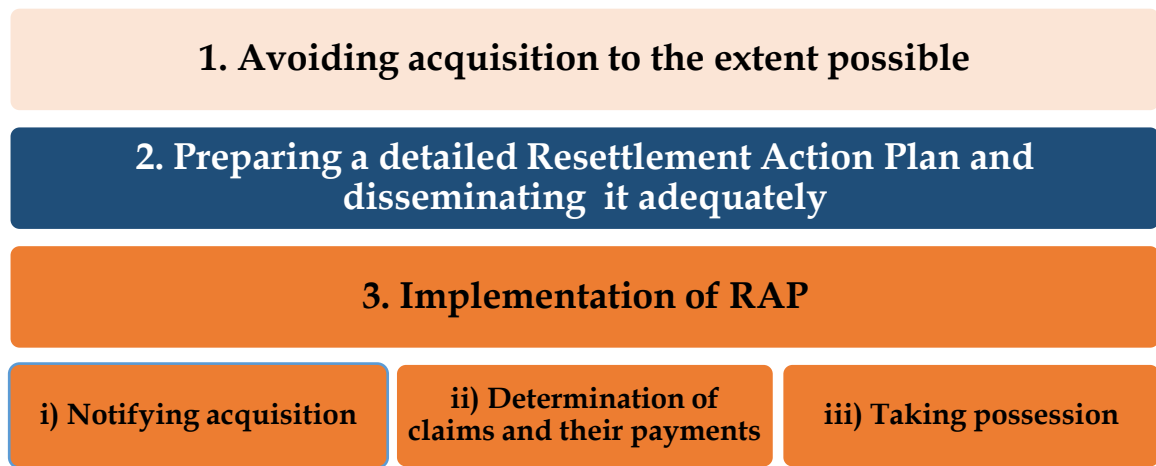 1. Avoiding acquisition to the extent possible
2. Preparing a detailed Resettlement Action Plan and
disseminating it adequately
3. Implementation of RAP
i) Notifying acquisition
ii) Determination of
claims and their payments
iii) Taking possession